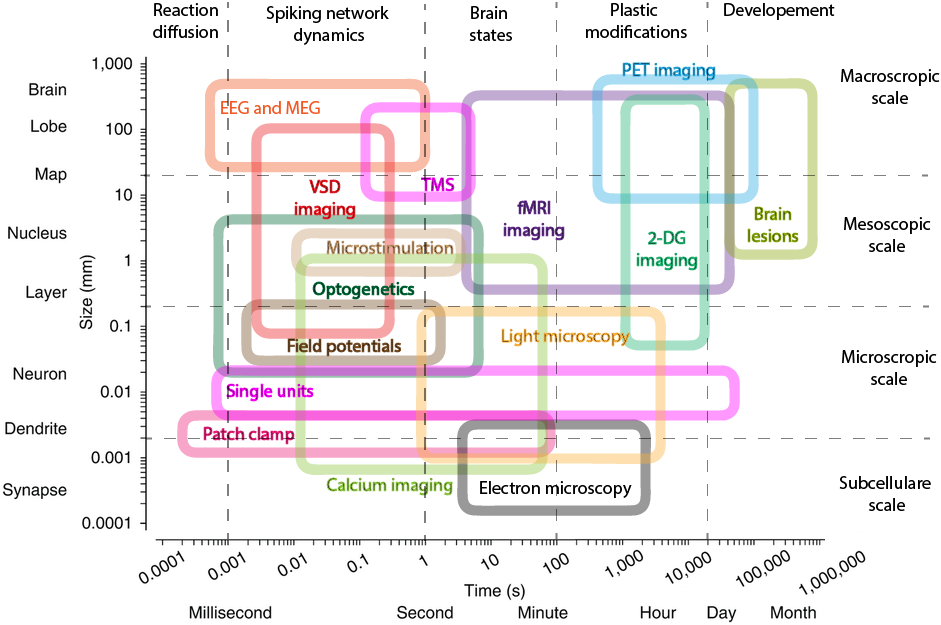 Reaction
diffusion
Spiking network
dynamics
Brain
states
Plastic
modifications
Developement
1,000
100
10
1
0.1
0.01
0.001
0.0001
Size (mm)
Brain
Lobe
Map
Nucleus
Layer
Neuron
Dendrite
Synapse
Macroscropic
scale
Mesoscopic
scale
Microscropic
scale
Subcellulare
scale
PET imaging
EEG and MEG
TMS
VSD
imaging
fMRI
imaging
Brain
lesions
2-DG
imaging
Microstimulation
Optogenetics
Light microscopy
Field potentials
Single units
Patch clamp
Calcium imaging
Electron microscopy
0.0001
0.001
0.01
0.1
1
10
100
1,000
10,000
100,000
1,000,000
Time (s)
Millisecond
Second
Minute
Hour
Day
Month